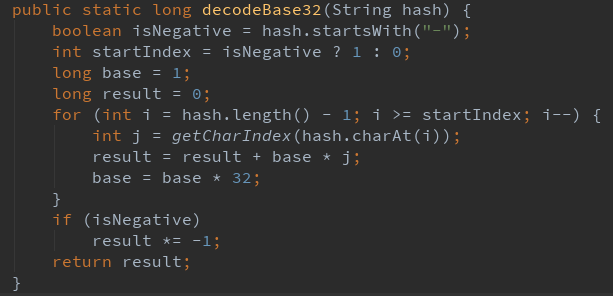 public static long decodeBase32(String hash) {
    boolean isNegative = hash.startsWith("-");
    int startIndex = isNegative ? 1 : 0;
    long base = 1;
    long result = 0;
    for (int i = hash.length() - 1; i >= startIndex; i--) {
        int j = getCharIndex(hash.charAt(i));
        result = result + base * j;
        base = base * 32;
    }
    if (isNegative)
        result *= -1;
    return result;
}